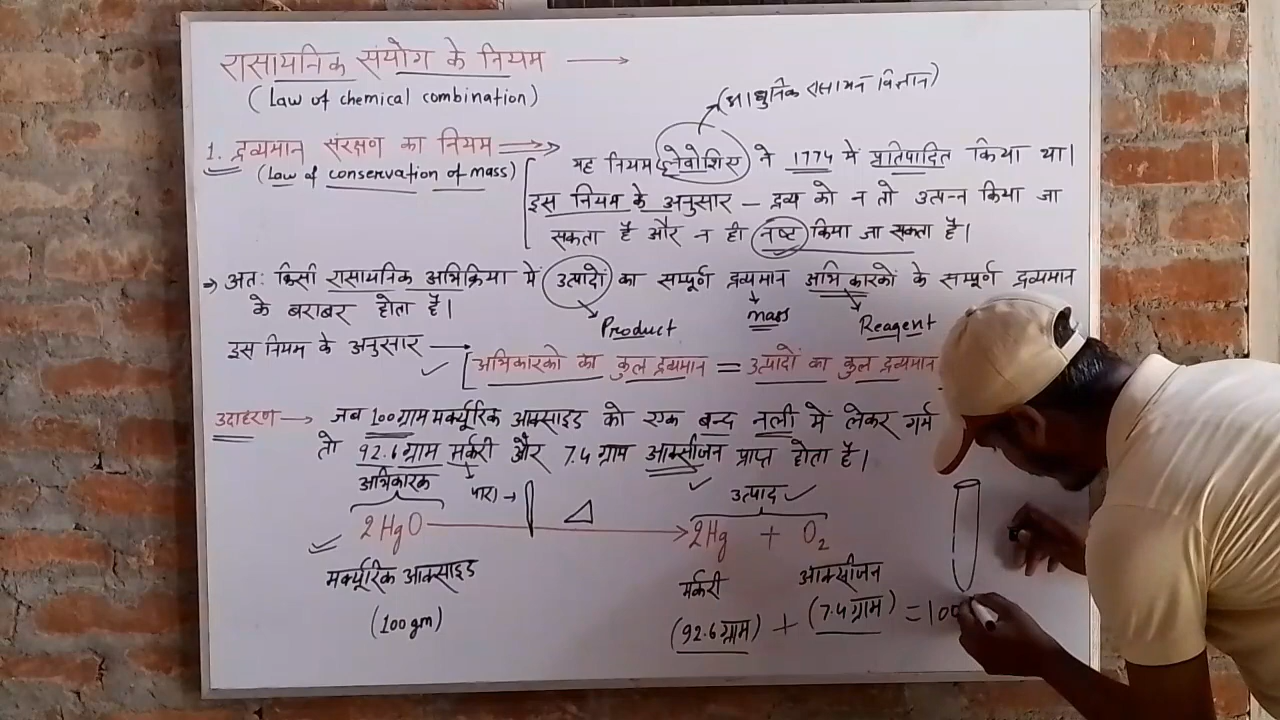 रासायनिक संयोग के नियम →
(Law of chemical combination)
(आधुनिक रसायन विज्ञान)
1. द्रव्यमान संरक्षण का नियम ⇒
(Law of conservation of mass)
यह नियम लेवोशिए ने 1774 में प्रतिपादित किया था।
इस नियम के अनुसार – द्रव्य को न तो उत्पन्न किया जा
सकता है और न ही नष्ट किया जा सकता है।
→ अतः किसी रासायनिक अभिक्रिया में उत्पादों का सम्पूर्ण द्रव्यमान अभिकारकों के सम्पूर्ण द्रव्यमान
के बराबर होता है।
Product mass Reagent
इस नियम के अनुसार → [अभिकारकों का कुल द्रव्यमान = उत्पादों का कुल द्रव्यमान
उदाहरण → जब 100 ग्राम मर्क्यूरिक आक्साइड को एक बन्द नली में लेकर गर्म
तो 92.6 ग्राम मर्करी और 7.4 ग्राम आक्सीजन प्राप्त होता है।
अभिकारक पारा → Δ उत्पाद
2HgO → 2Hg + O₂
मर्क्यूरिक आक्साइड मर्करी आक्सीजन
(100 gm) (92.6 ग्राम) + (7.4 ग्राम) = 100